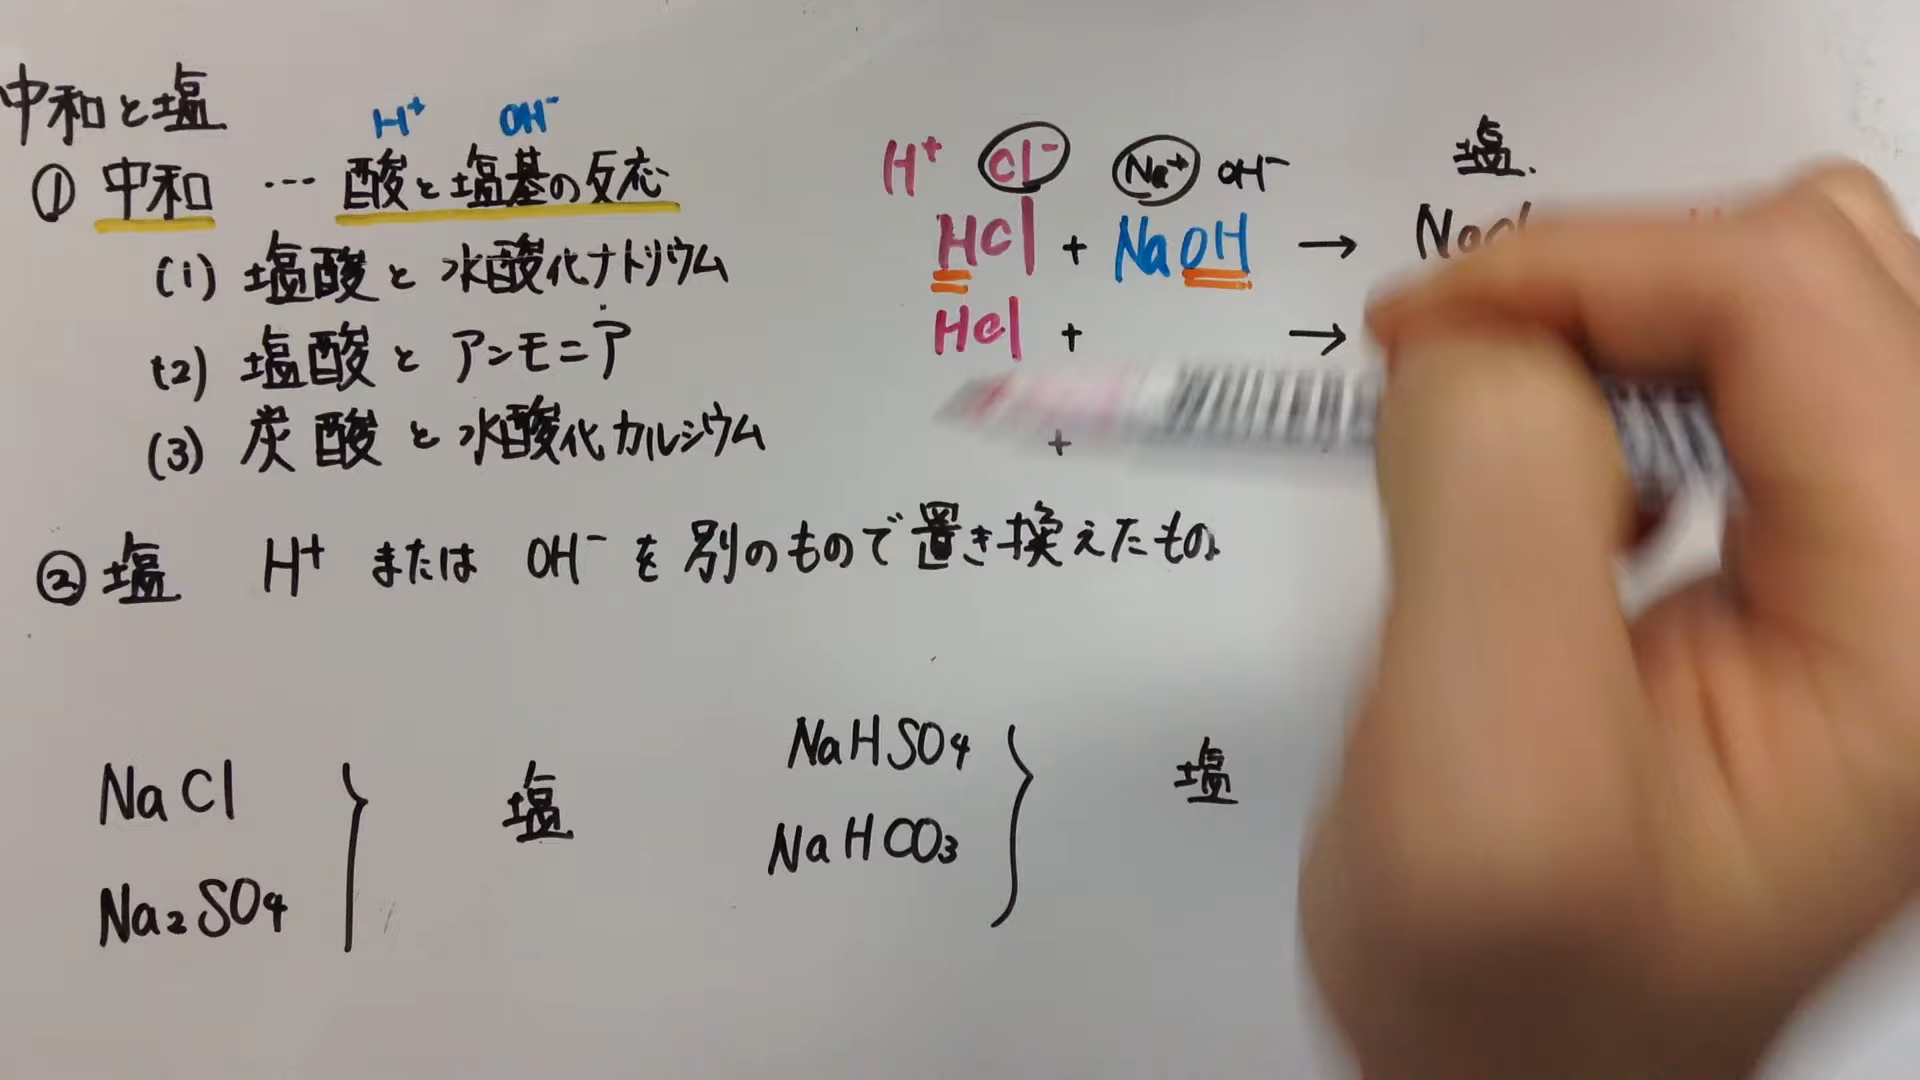 中和と塩
H⁺ OH⁻
① 中和 … 酸と塩基の反応
(1) 塩酸と水酸化ナトリウム
(2) 塩酸とアンモニア
(3) 炭酸と水酸化カルシウム
H⁺ Cl⁻ Na⁺ OH⁻ 塩
HCl + NaOH → NaCl
HCl + →
+
② 塩 H⁺ または OH⁻ を別のもので置き換えたもの
NaCl
Na₂SO₄
塩
NaHSO₄
NaHCO₃
塩